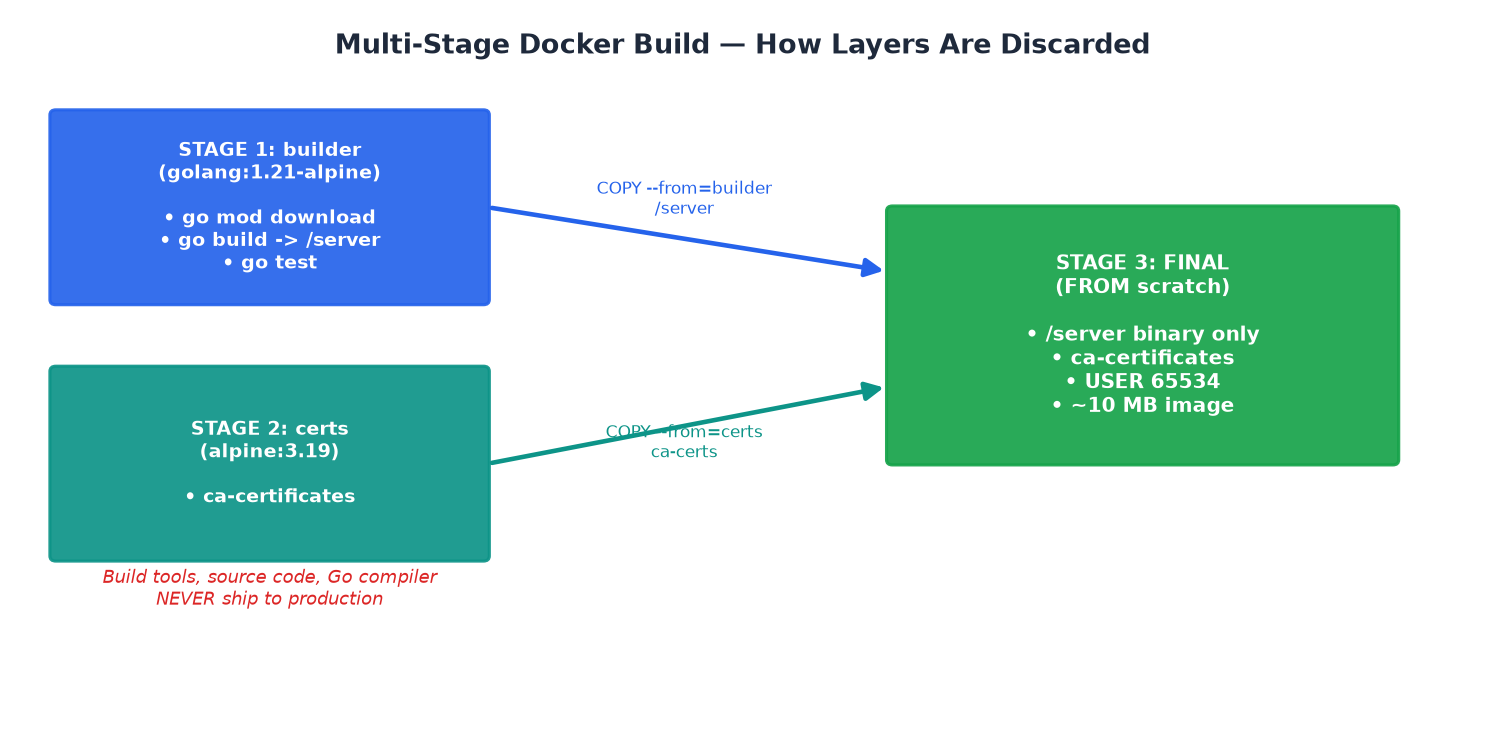 Multi-Stage Docker Build — How Layers Are Discarded
STAGE 1: builder
(golang:1.21-alpine)
• go mod download
• go build -> /server
• go test
COPY --from=builder
/server
STAGE 2: certs
(alpine:3.19)
• ca-certificates
COPY --from=certs
ca-certs
STAGE 3: FINAL
(FROM scratch)
• /server binary only
• ca-certificates
• USER 65534
• ~10 MB image
Build tools, source code, Go compiler
NEVER ship to production